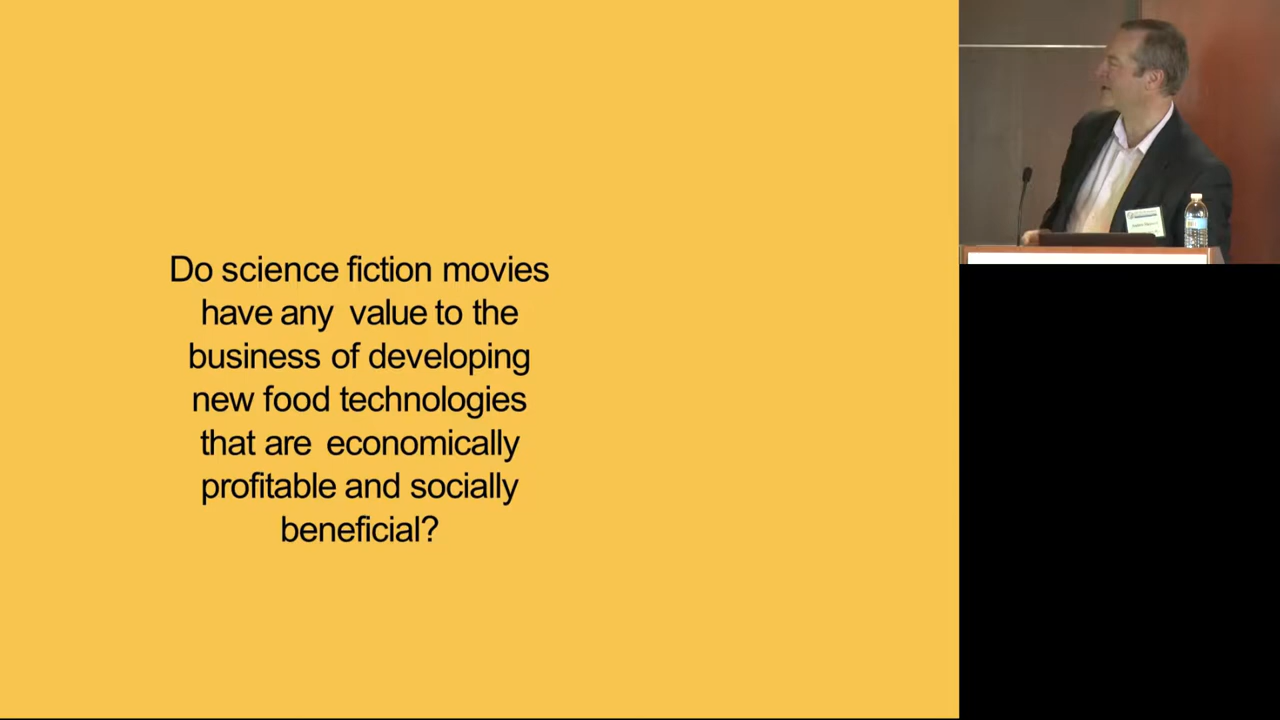 Do science fiction movies
have any value to the
business of developing
new food technologies
that are economically
profitable and socially
beneficial?